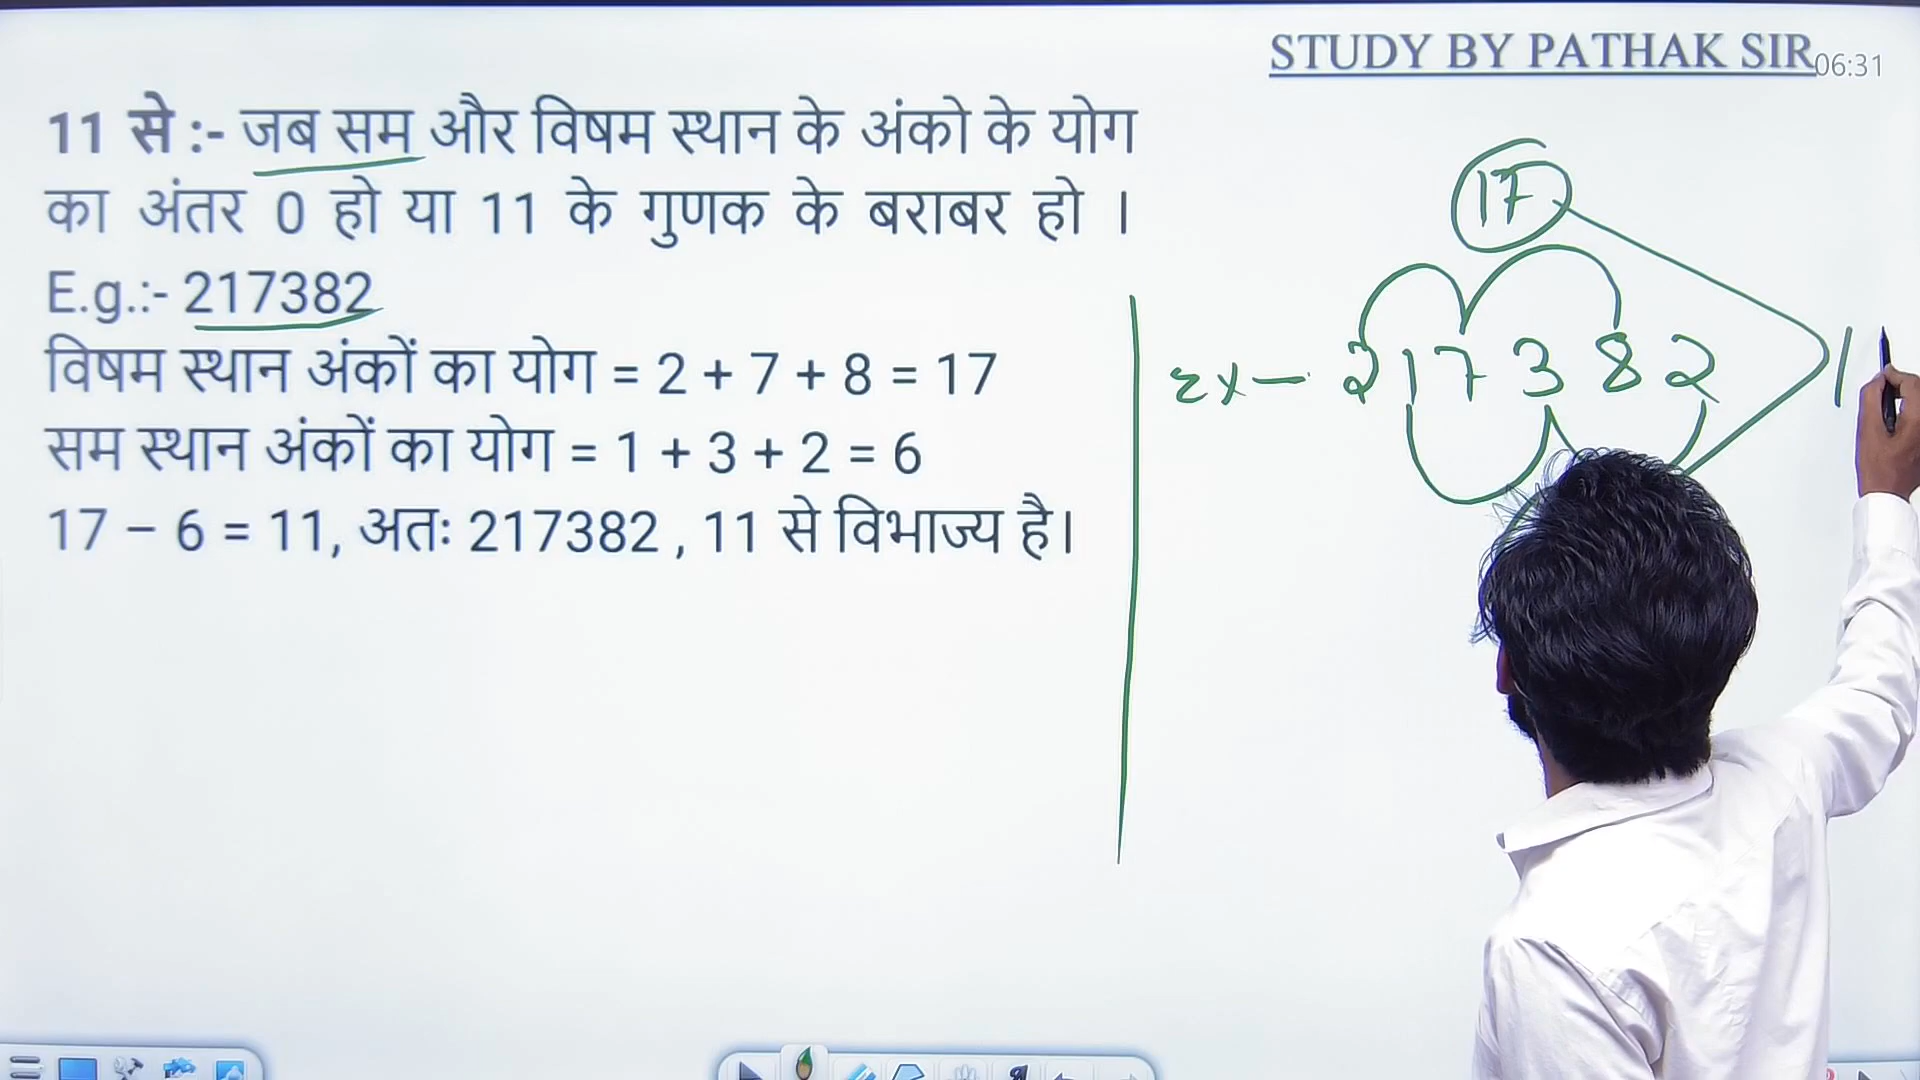 STUDY BY PATHAK SIR
06:31
11 से :- जब सम और विषम स्थान के अंको के योग
का अंतर 0 हो या 11 के गुणक के बराबर हो ।
E.g.:- 217382
विषम स्थान अंकों का योग = 2 + 7 + 8 = 17
सम स्थान अंकों का योग = 1 + 3 + 2 = 6
17 – 6 = 11, अतः 217382 , 11 से विभाज्य है।
17
Ex – 217382
1